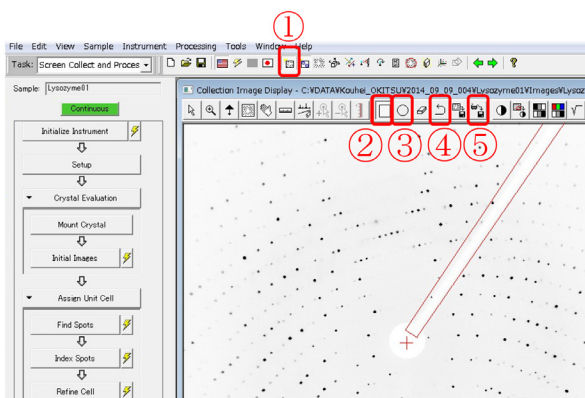 ①
File Edit View Sample Instrument Processing Tools Window Help
Task: Screen Collect and Proces
Sample: Lysozyme01
Collection Image Display - C:¥DATA¥Kouhei_OKITSU¥2014_09_09_004¥Lysozyme01¥Images¥Lysoz
Continuous
② ③ ④ ⑤
Initialize Instrument
Setup
Crystal Evaluation
Mount Crystal
Initial Images
Assign Unit Cell
Find Spots
Index Spots
Refine Cell